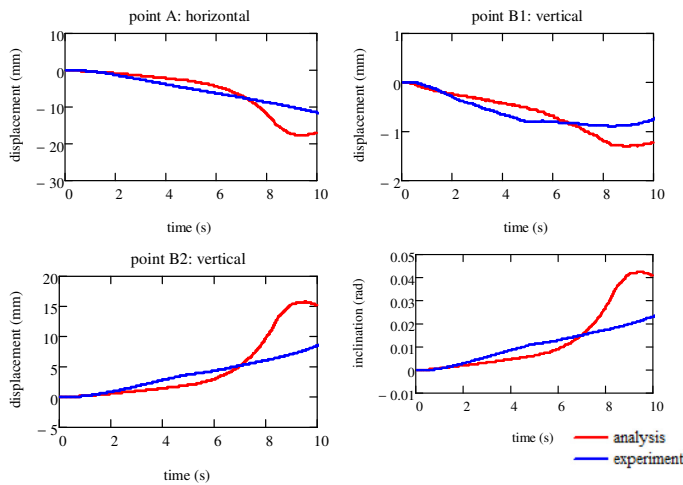 point A: horizontal
displacement (mm)
10
0
− 10
− 20
− 30
0 2 4 6 8 10
time (s)
point B1: vertical
displacement (mm)
1
0
− 1
− 2
0 2 4 6 8 10
time (s)
point B2: vertical
displacement (mm)
20
15
10
5
0
− 5
0 2 4 6 8 10
time (s)
inclination (rad)
0.05
0.04
0.03
0.02
0.01
0
− 0.01
0 2 4 6 8 10
time (s)
analysis
experiment